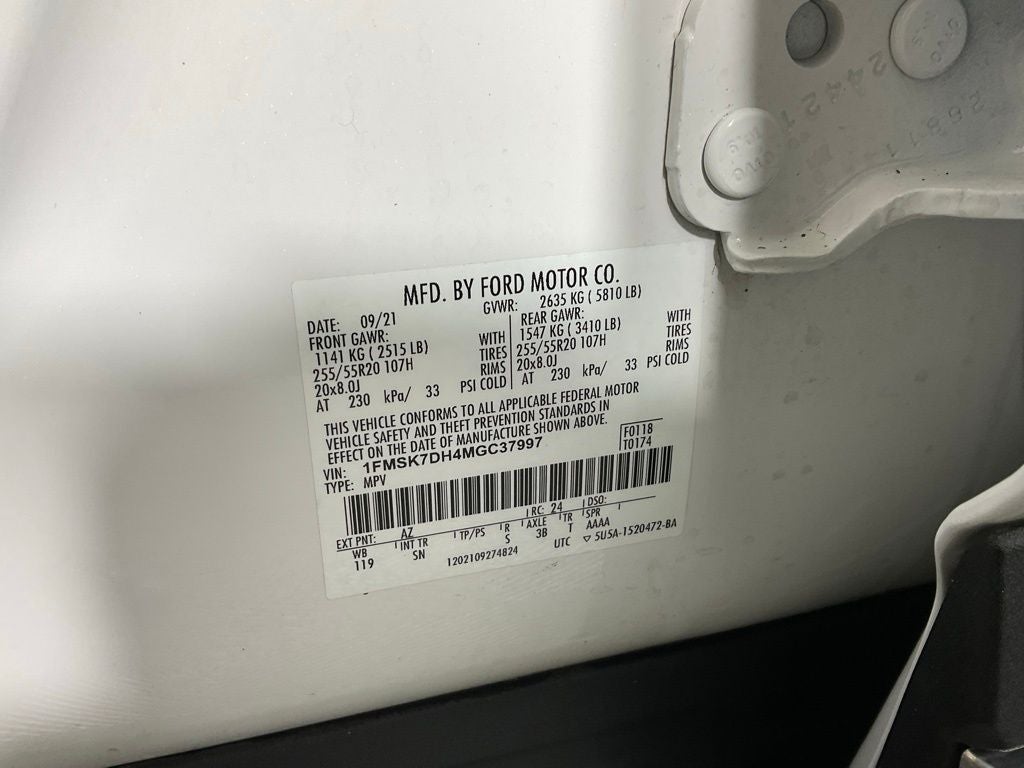 MFD. BY FORD MOTOR CO.
DATE: 09/21 GVWR: 2635 KG ( 5810 LB)
FRONT GAWR: REAR GAWR:
1141 KG ( 2515 LB) WITH 1547 KG ( 3410 LB) WITH
255/55R20 107H TIRES 255/55R20 107H TIRES
20x8.0J RIMS 20x8.0J RIMS
AT 230 kPa/ 33 PSI COLD AT 230 kPa/ 33 PSI COLD
THIS VEHICLE CONFORMS TO ALL APPLICABLE FEDERAL MOTOR
VEHICLE SAFETY AND THEFT PREVENTION STANDARDS IN
EFFECT ON THE DATE OF MANUFACTURE SHOWN ABOVE.
F0118
VIN: 1FMSK7DH4MGC37997 T0174
TYPE: MPV
EXT PNT: AZ RC: 24 DSO:
WB INT TR TP/PS R AXLE TR SPR
119 SN S 3B T AAAA
1202109274824 UTC ▽ 5U5A-1520472-BA